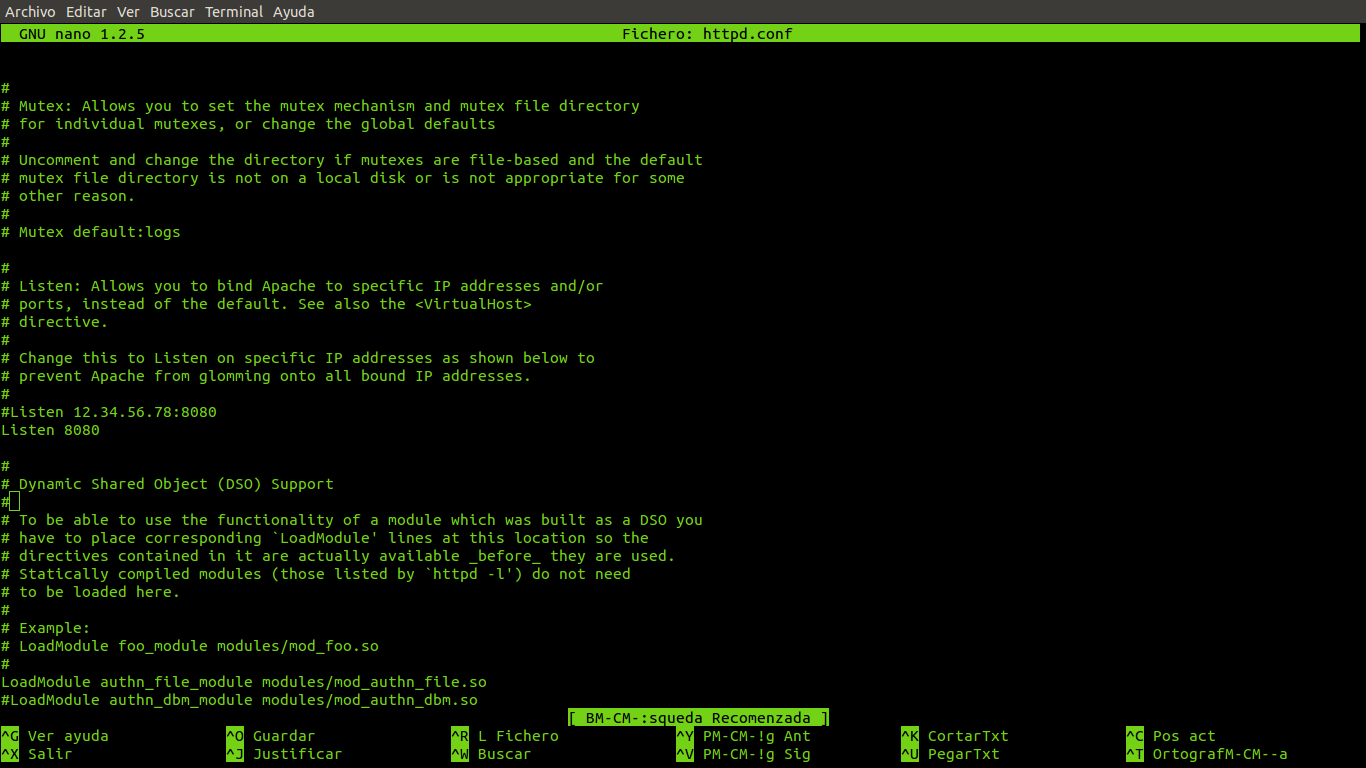 Archivo Editar Ver Buscar Terminal Ayuda
GNU nano 1.2.5 Fichero: httpd.conf
#
# Mutex: Allows you to set the mutex mechanism and mutex file directory
# for individual mutexes, or change the global defaults
#
# Uncomment and change the directory if mutexes are file-based and the default
# mutex file directory is not on a local disk or is not appropriate for some
# other reason.
#
# Mutex default:logs
#
# Listen: Allows you to bind Apache to specific IP addresses and/or
# ports, instead of the default. See also the <VirtualHost>
# directive.
#
# Change this to Listen on specific IP addresses as shown below to
# prevent Apache from glomming onto all bound IP addresses.
#
#Listen 12.34.56.78:8080
Listen 8080
#
# Dynamic Shared Object (DSO) Support
#
# To be able to use the functionality of a module which was built as a DSO you
# have to place corresponding `LoadModule' lines at this location so the
# directives contained in it are actually available _before_ they are used.
# Statically compiled modules (those listed by `httpd -l') do not need
# to be loaded here.
#
# Example:
# LoadModule foo_module modules/mod_foo.so
#
LoadModule authn_file_module modules/mod_authn_file.so
#LoadModule authn_dbm_module modules/mod_authn_dbm.so
[ BM-CM-:squeda Recomenzada ]
^G Ver ayuda ^O Guardar ^R L Fichero ^Y PM-CM-!g Ant ^K CortarTxt ^C Pos act
^X Salir ^J Justificar ^W Buscar ^V PM-CM-!g Sig ^U PegarTxt ^T OrtografM-CM--a